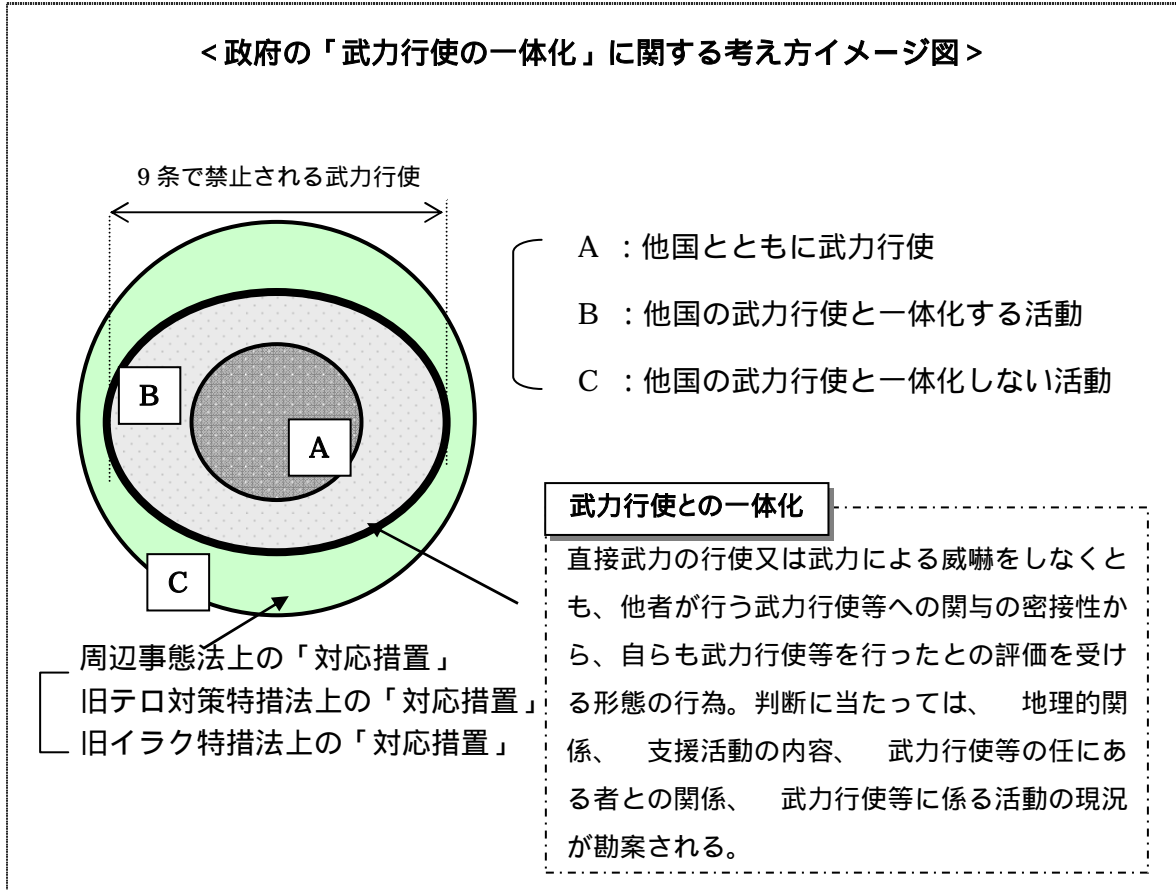 <政府の「武力行使の一体化」に関する考え方イメージ図>
9 条で禁止される武力行使
A ：他国とともに武力行使
B ：他国の武力行使と一体化する活動
C ：他国の武力行使と一体化しない活動
B
A
C
周辺事態法上の「対応措置」
旧テロ対策特措法上の「対応措置」
旧イラク特措法上の「対応措置」
武力行使との一体化
直接武力の行使又は武力による威嚇をしなくと
も、他者が行う武力行使等への関与の密接性か
ら、自らも武力行使等を行ったとの評価を受け
る形態の行為。判断に当たっては、　地理的関
係、　支援活動の内容、　武力行使等の任にあ
る者との関係、　武力行使等に係る活動の現況
が勘案される。